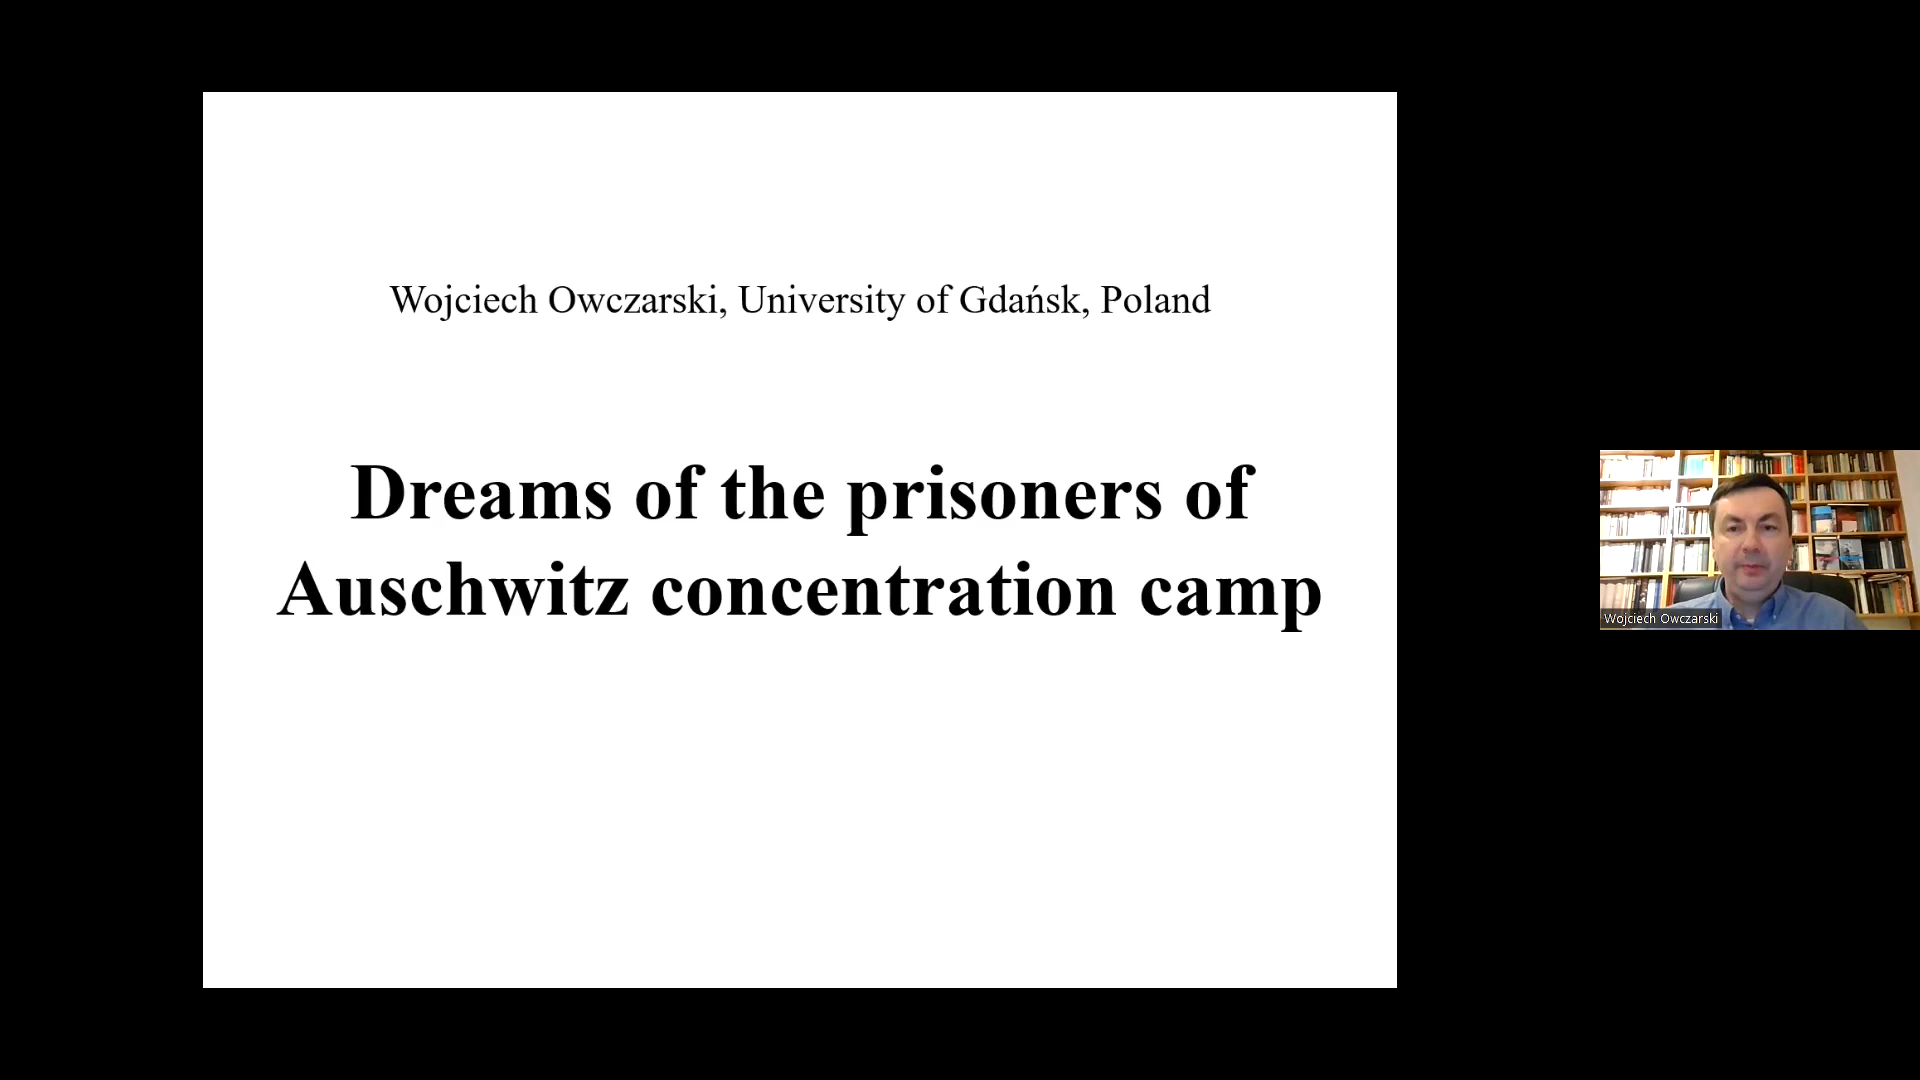 Wojciech Owczarski, University of Gdańsk, Poland
Dreams of the prisoners of
Auschwitz concentration camp
Wojciech Owczarski